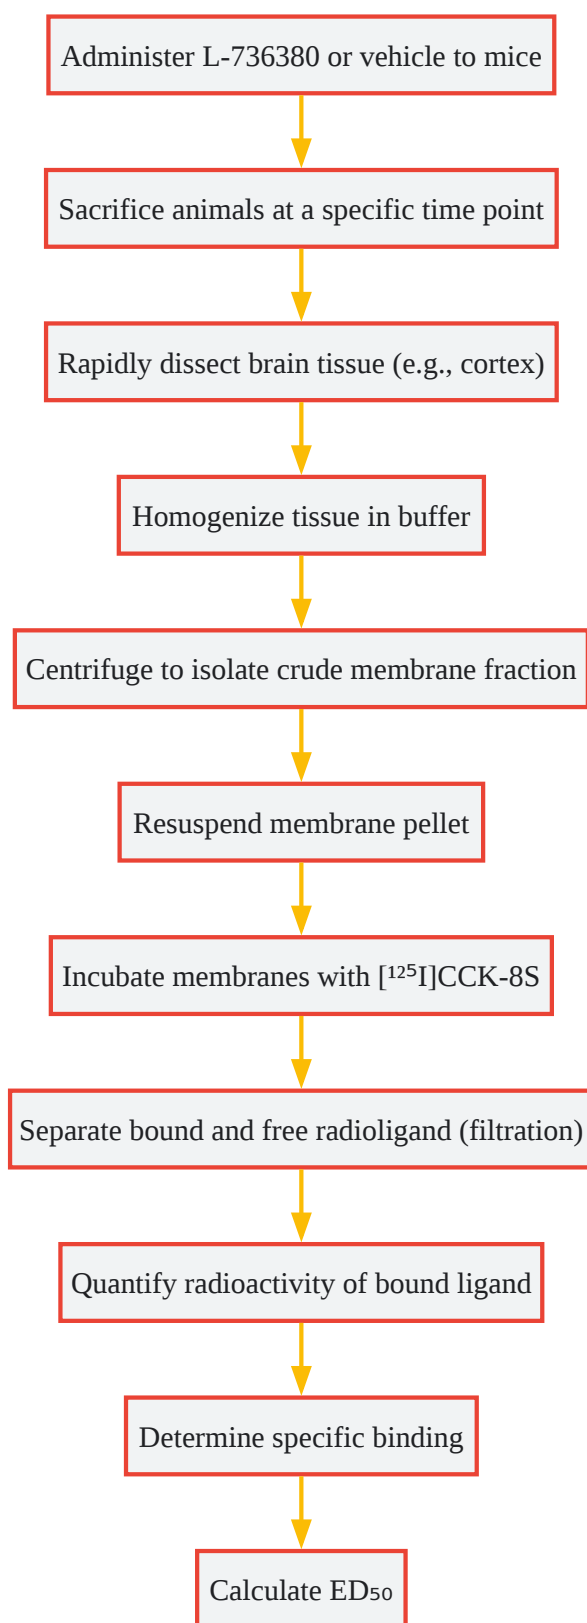 Administer L-736380 or vehicle to mice
Sacrifice animals at a specific time point
Rapidly dissect brain tissue (e.g., cortex)
Homogenize tissue in buffer
Centrifuge to isolate crude membrane fraction
Resuspend membrane pellet
Incubate membranes with [¹²⁵I]CCK-8S
Separate bound and free radioligand (filtration)
Quantify radioactivity of bound ligand
Determine specific binding
Calculate ED₅₀